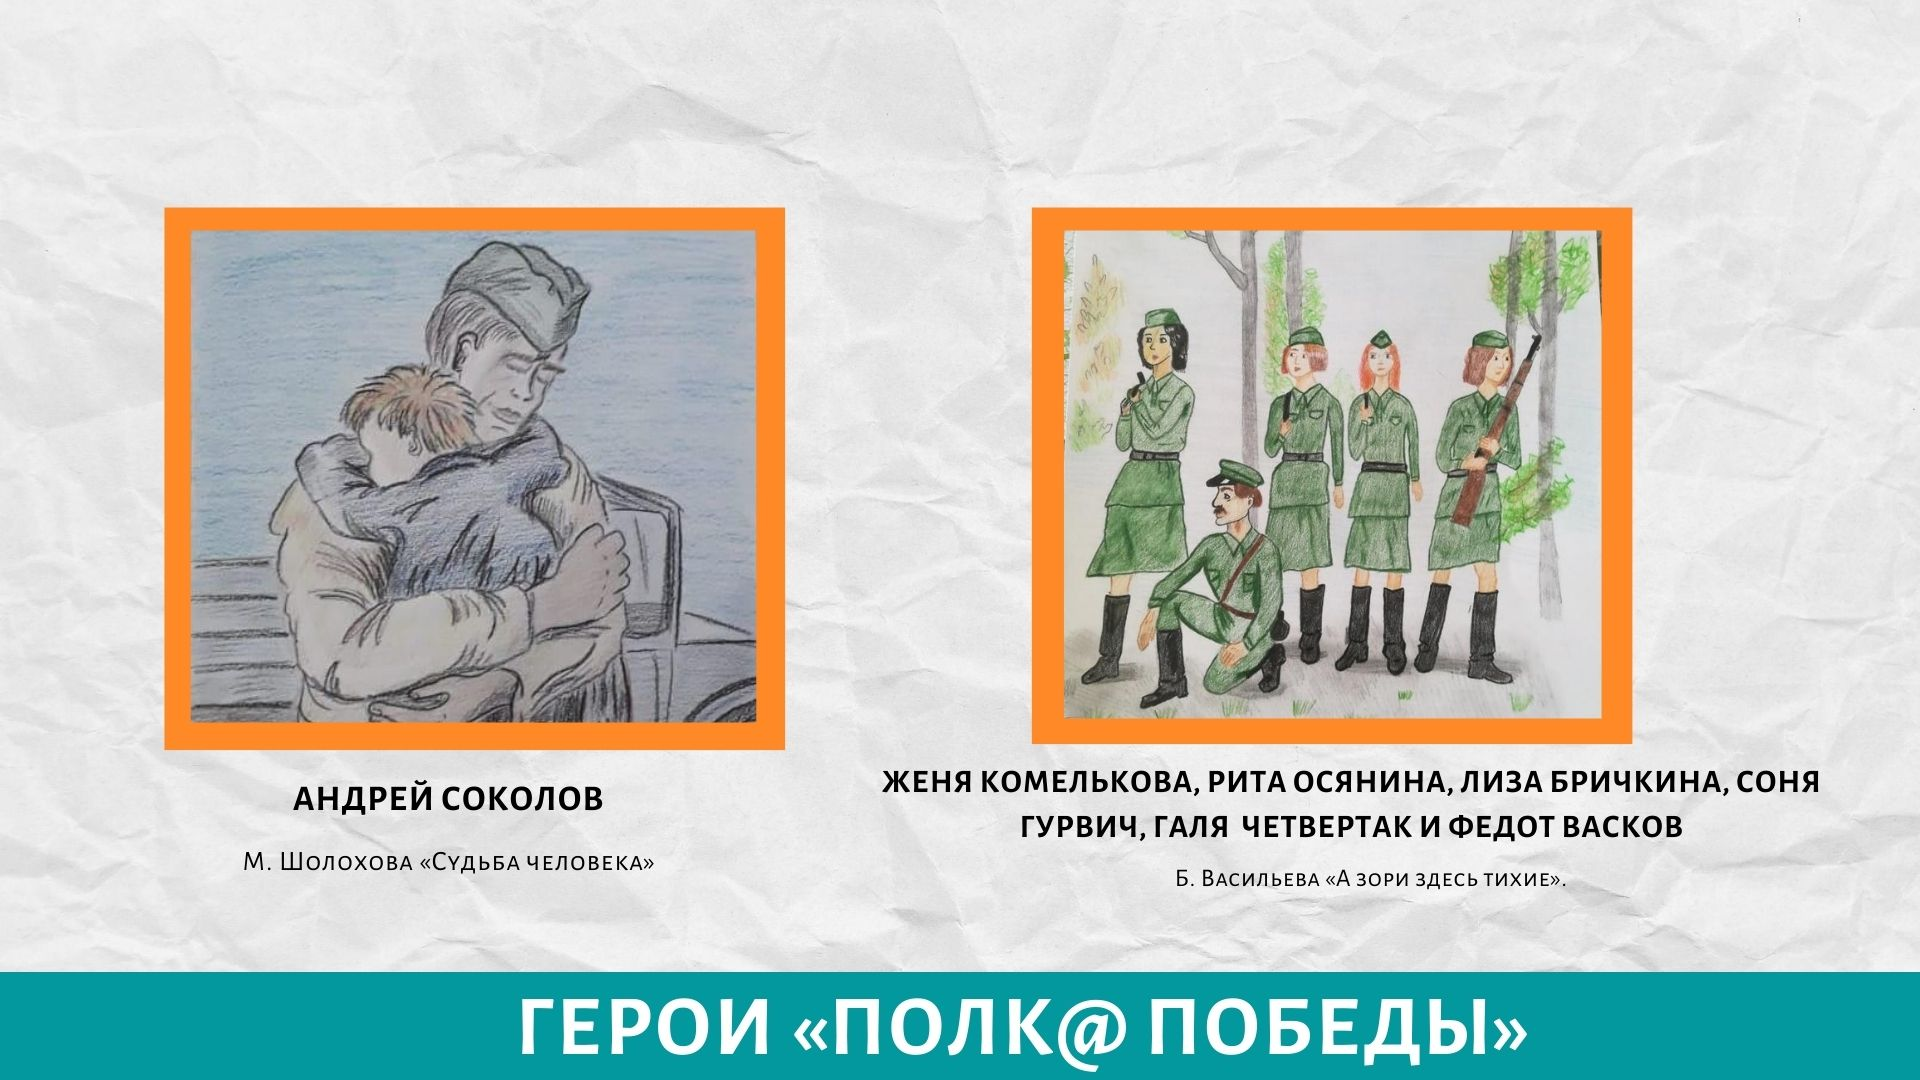 АНДРЕЙ СОКОЛОВ
М. Шолохова «Судьба человека»
ЖЕНЯ КОМЕЛЬКОВА, РИТА ОСЯНИНА, ЛИЗА БРИЧКИНА, СОНЯ
ГУРВИЧ, ГАЛЯ ЧЕТВЕРТАК И ФЕДОТ ВАСКОВ
Б. Васильева «А зори здесь тихие».
ГЕРОИ «ПОЛК@ ПОБЕДЫ»